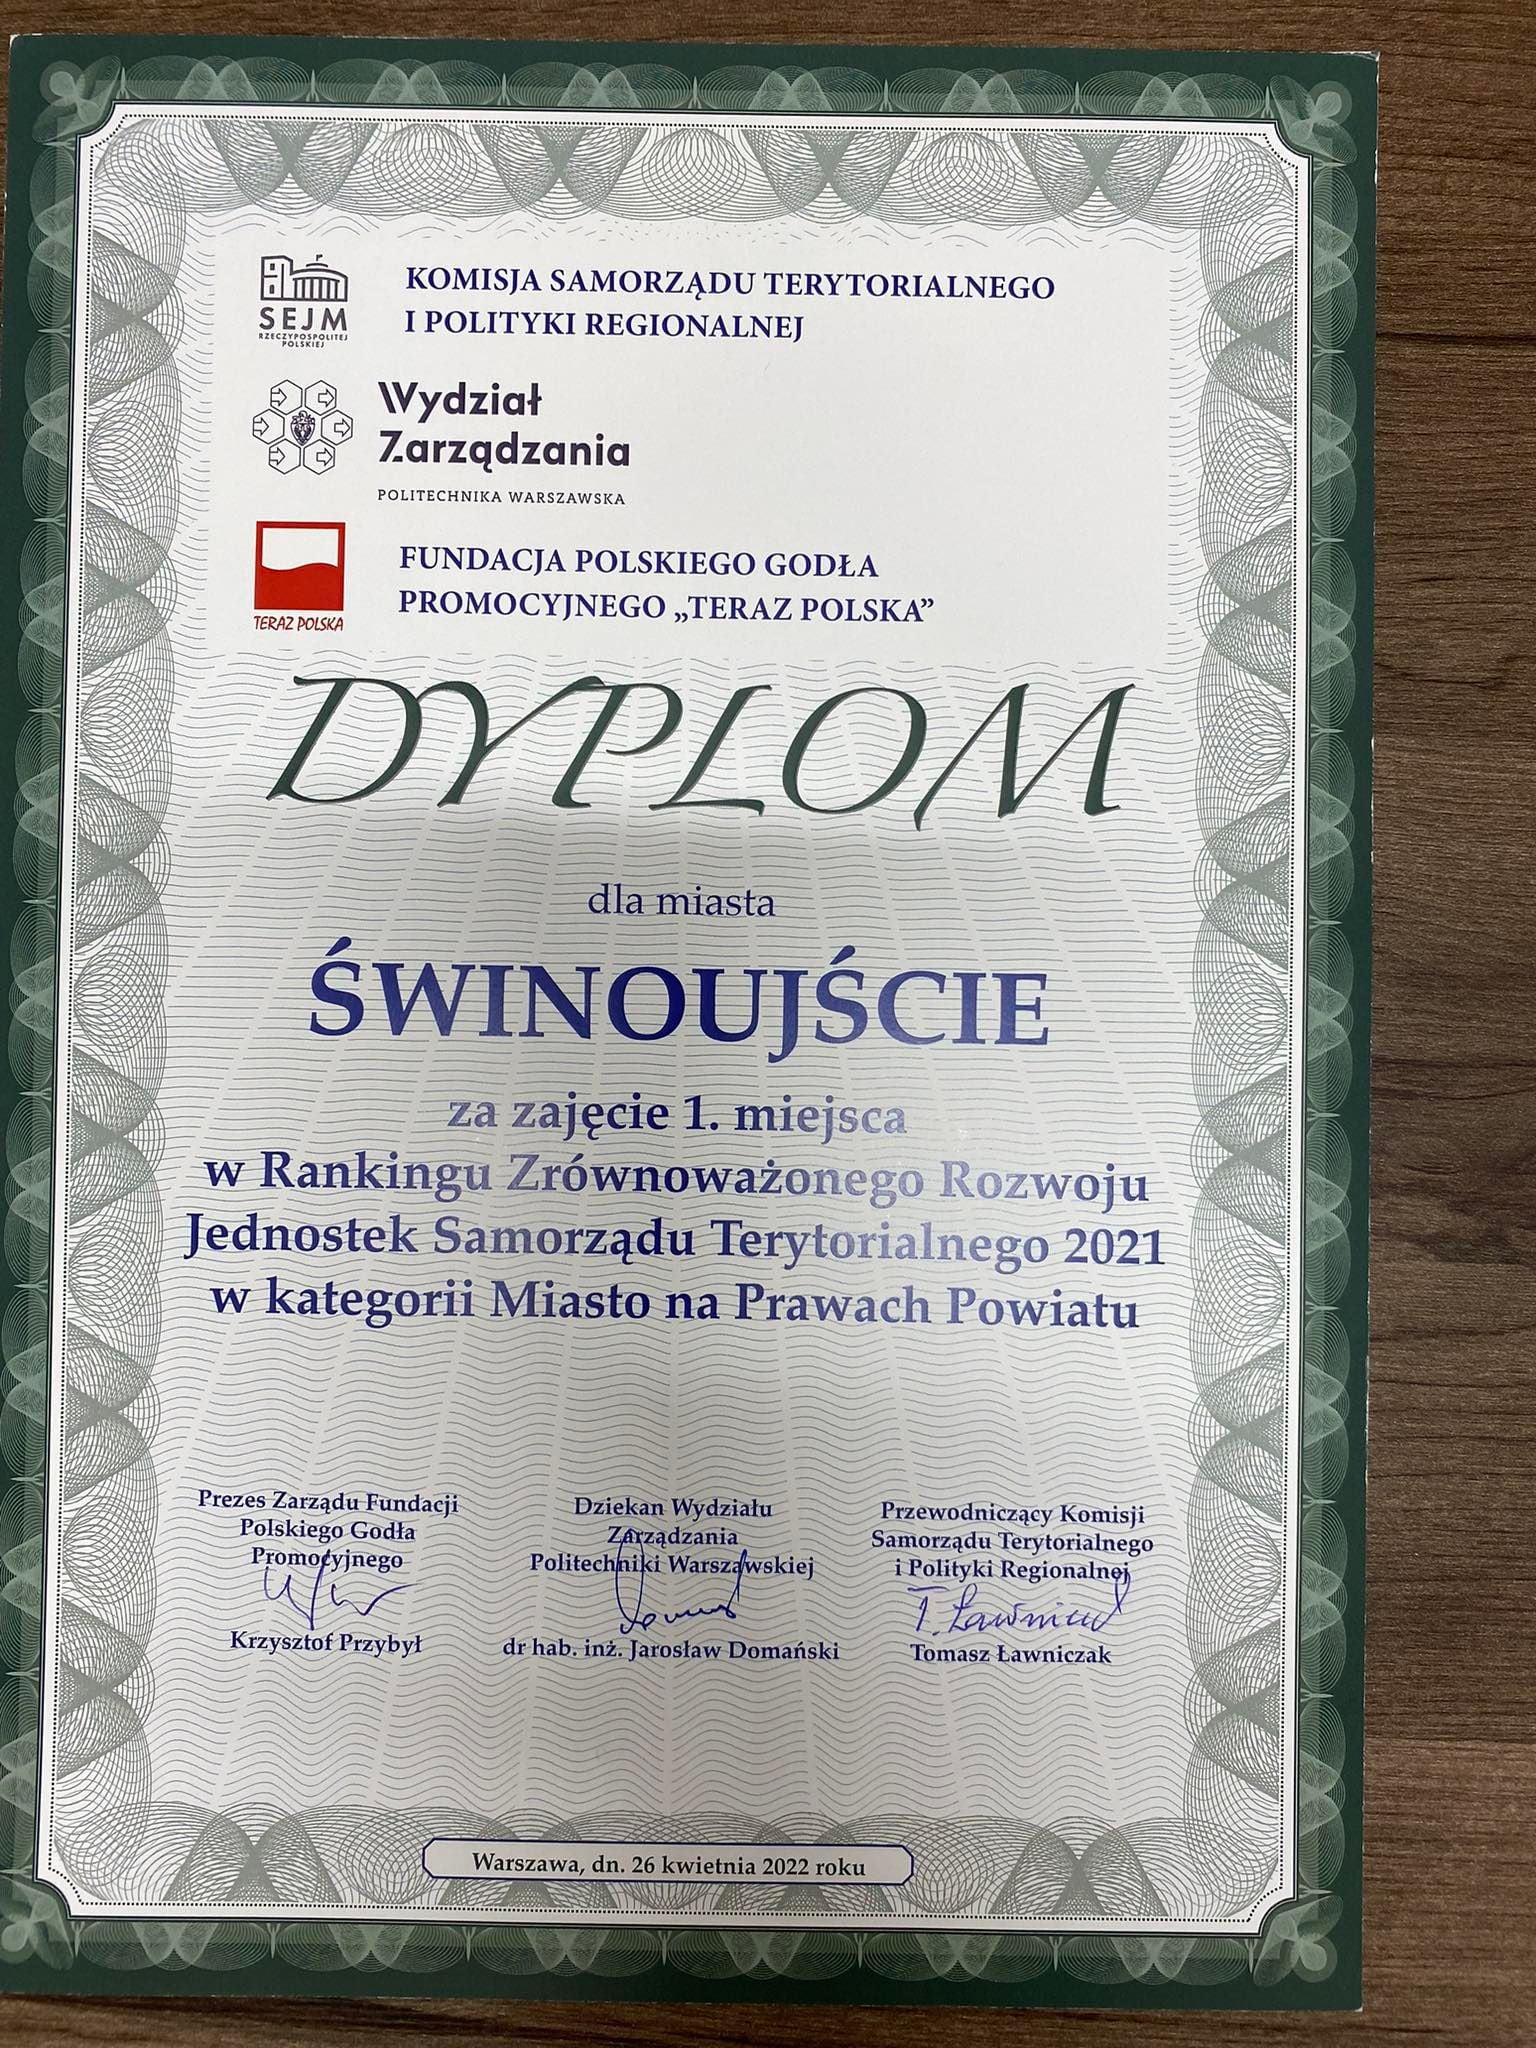 KOMISJA SAMORZĄDU TERYTORIALNEGO
I POLITYKI REGIONALNEJ
SEJM
RZECZYPOSPOLITEJ
POLSKIEJ
Wydział
Zarządzania
POLITECHNIKA WARSZAWSKA
FUNDACJA POLSKIEGO GODŁA
PROMOCYJNEGO „TERAZ POLSKA”
TERAZ POLSKA
DYPLOM
dla miasta
ŚWINOUJŚCIE
za zajęcie 1. miejsca
w Rankingu Zrównoważonego Rozwoju
Jednostek Samorządu Terytorialnego 2021
w kategorii Miasto na Prawach Powiatu
Prezes Zarządu Fundacji
Polskiego Godła
Promocyjnego
Krzysztof Przybył
Dziekan Wydziału
Zarządzania
Politechniki Warszawskiej
dr hab. inż. Jarosław Domański
Przewodniczący Komisji
Samorządu Terytorialnego
i Polityki Regionalnej
T. Ławniczak
Tomasz Ławniczak
Warszawa, dn. 26 kwietnia 2022 roku